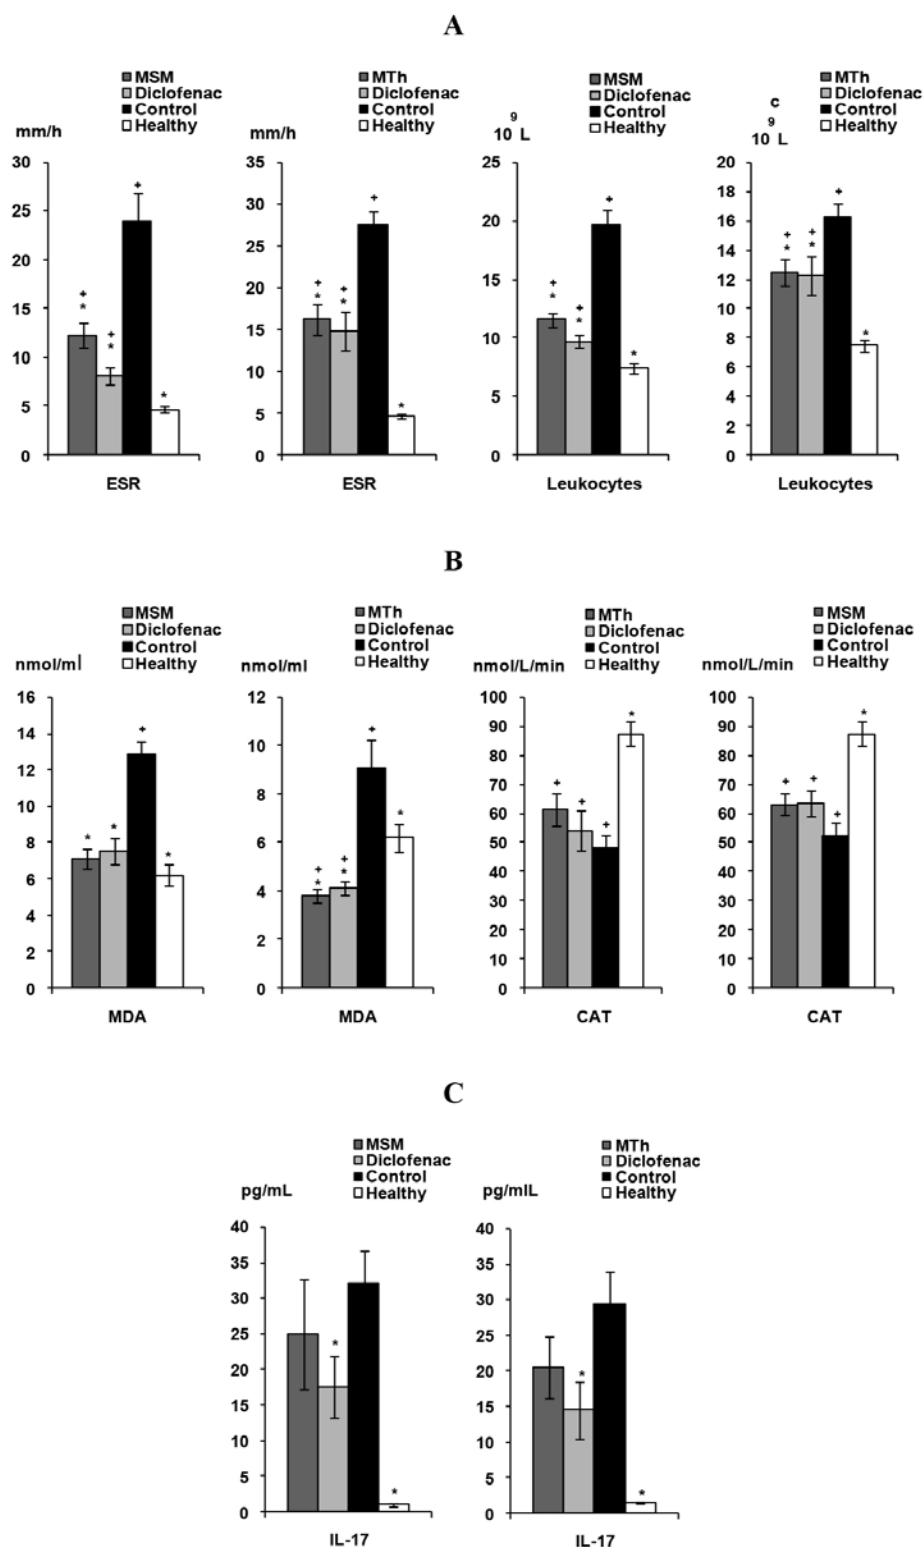 A
MSM
Diclofenac
Control
Healthy
mm/h
30
25
20
15
10
5
0
+
*
+
*
+
*
ESR
MTh
Diclofenac
Control
Healthy
mm/h
35
30
25
20
15
10
5
0
+
*
+
*
+
*
ESR
MSM
Diclofenac
Control
Healthy
9
10 L
25
20
15
10
5
0
+
*
+
*
+
*
Leukocytes
MTh
Diclofenac
Control
Healthy
c
9
10 L
20
18
16
14
12
10
8
6
4
2
0
+
*
+
*
+
*
Leukocytes
B
MSM
Diclofenac
Control
Healthy
nmol/ml
16
14
12
10
8
6
4
2
0
*
*
+
*
MDA
MTh
Diclofenac
Control
Healthy
nmol/ml
12
10
8
6
4
2
0
+
*
+
*
+
*
MDA
MTh
Diclofenac
Control
Healthy
nmol/L/min
100
90
80
70
60
50
40
30
20
10
0
+
+
+
*
CAT
MSM
Diclofenac
Control
Healthy
nmol/L/min
100
90
80
70
60
50
40
30
20
10
0
+
+
+
*
CAT
C
MSM
Diclofenac
Control
Healthy
pg/mL
40
35
30
25
20
15
10
5
0
*
*
IL-17
MTh
Diclofenac
Control
Healthy
pg/mlL
40
35
30
25
20
15
10
5
0
*
*
IL-17